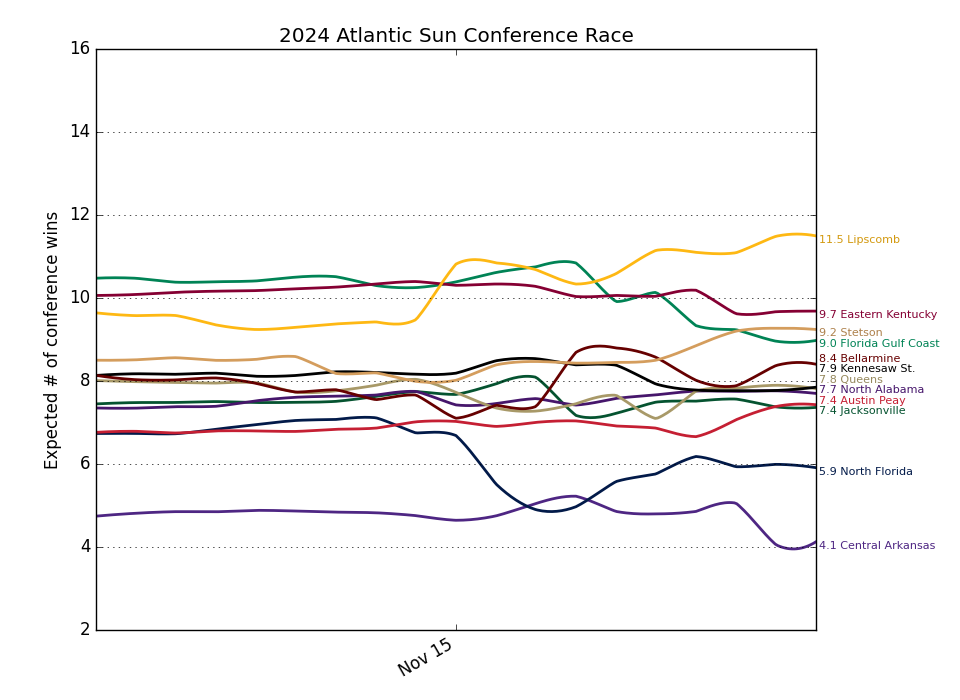 2024 Atlantic Sun Conference Race
Expected # of conference wins
16
14
12
10
8
6
4
2
Nov 15
11.5 Lipscomb
9.7 Eastern Kentucky
9.2 Stetson
9.0 Florida Gulf Coast
8.4 Bellarmine
7.9 Kennesaw St.
7.8 Queens
7.7 North Alabama
7.4 Austin Peay
7.4 Jacksonville
5.9 North Florida
4.1 Central Arkansas